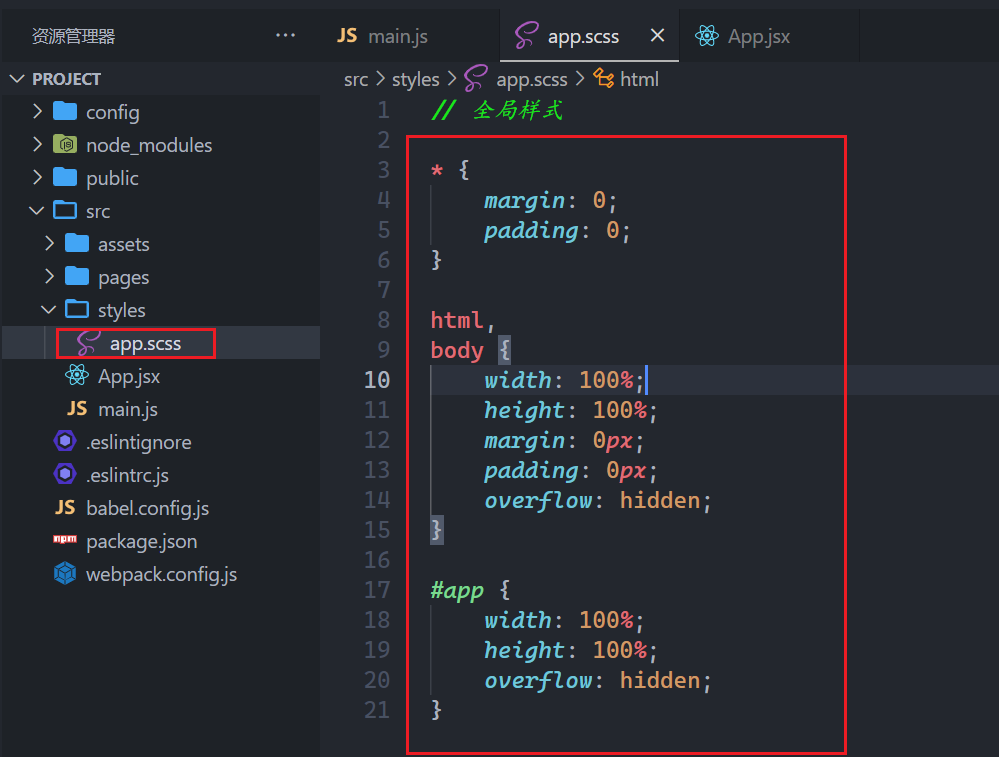 资源管理器 ···
PROJECT
config
node_modules
public
src
assets
pages
styles
app.scss
App.jsx
JS main.js
.eslintignore
.eslintrc.js
JS babel.config.js
npm package.json
webpack.config.js
JS main.js app.scss × App.jsx
src > styles > app.scss > html
1 // 全局样式
2
3 * {
4 margin: 0;
5 padding: 0;
6 }
7
8 html,
9 body {
10 width: 100%;
11 height: 100%;
12 margin: 0px;
13 padding: 0px;
14 overflow: hidden;
15 }
16
17 #app {
18 width: 100%;
19 height: 100%;
20 overflow: hidden;
21 }